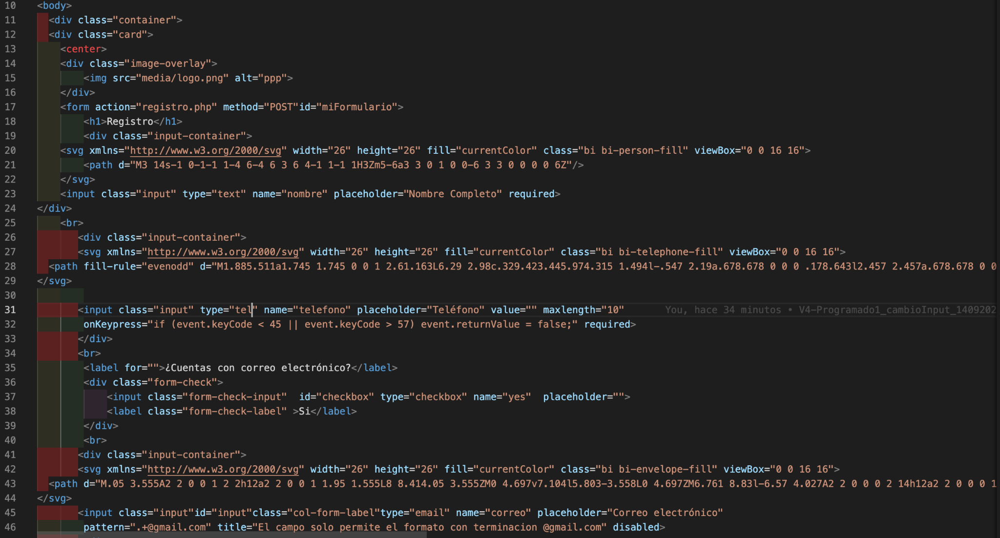 10 <body>
11 <div class="container">
12 <div class="card">
13 <center>
14 <div class="image-overlay">
15 <img src="media/logo.png" alt="ppp">
16 </div>
17 <form action="registro.php" method="POST"id="miFormulario">
18 <h1>Registro</h1>
19 <div class="input-container">
20 <svg xmlns="http://www.w3.org/2000/svg" width="26" height="26" fill="currentColor" class="bi bi-person-fill" viewBox="0 0 16 16">
21 <path d="M3 14s-1 0-1-1 1-4 6-4 6 3 6 4-1 1-1 1H3Zm5-6a3 3 0 1 0 0-6 3 3 0 0 0 0 6Z"/>
22 </svg>
23 <input class="input" type="text" name="nombre" placeholder="Nombre Completo" required>
24 </div>
25 <br>
26 <div class="input-container">
27 <svg xmlns="http://www.w3.org/2000/svg" width="26" height="26" fill="currentColor" class="bi bi-telephone-fill" viewBox="0 0 16 16">
28 <path fill-rule="evenodd" d="M1.885.511a1.745 1.745 0 0 1 2.61.163L6.29 2.98c.329.423.445.974.315 1.494l-.547 2.19a.678.678 0 0 0 .178.643l2.457 2.457a.678.678 0 0
29 </svg>
30
31 <input class="input" type="tel" name="telefono" placeholder="Teléfono" value="" maxlength="10" You, hace 34 minutos • V4-Programado1_cambioInput_1409202
32 onKeypress="if (event.keyCode < 45 || event.keyCode > 57) event.returnValue = false;" required>
33 </div>
34 <br>
35 <label for="">¿Cuentas con correo electrónico?</label>
36 <div class="form-check">
37 <input class="form-check-input"  id="checkbox" type="checkbox" name="yes"  placeholder="">
38 <label class="form-check-label" >Si</label>
39 </div>
40 <br>
41 <div class="input-container">
42 <svg xmlns="http://www.w3.org/2000/svg" width="26" height="26" fill="currentColor" class="bi bi-envelope-fill" viewBox="0 0 16 16">
43 <path d="M.05 3.555A2 2 0 0 1 2 2h12a2 2 0 0 1 1.95 1.555L8 8.414.05 3.555ZM0 4.697v7.104l5.803-3.558L0 4.697ZM6.761 8.83l-6.57 4.027A2 2 0 0 0 2 14h12a2 2 0 0 0 1
44 </svg>
45 <input class="input"id="input"class="col-form-label"type="email" name="correo" placeholder="Correo electrónico"
46 pattern=".+@gmail.com" title="El campo solo permite el formato con terminacion @gmail.com" disabled>